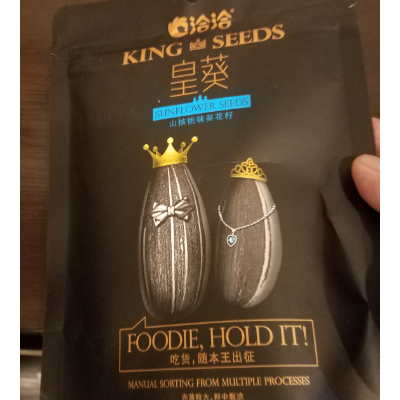 洽洽
KING SEEDS
皇葵
SUNFLOWER SEEDS
山核桃味葵花籽
FOODIE, HOLD IT!
吃货,随本王出征
MANUAL SORTING FROM MULTIPLE PROCESSES